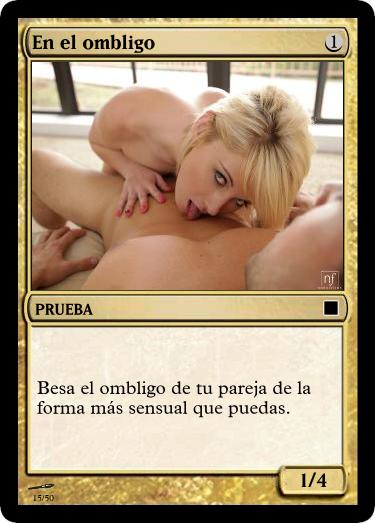 En el ombligo
1
nf
PRUEBA
Besa el ombligo de tu pareja de la
forma más sensual que puedas.
1/4
15/50